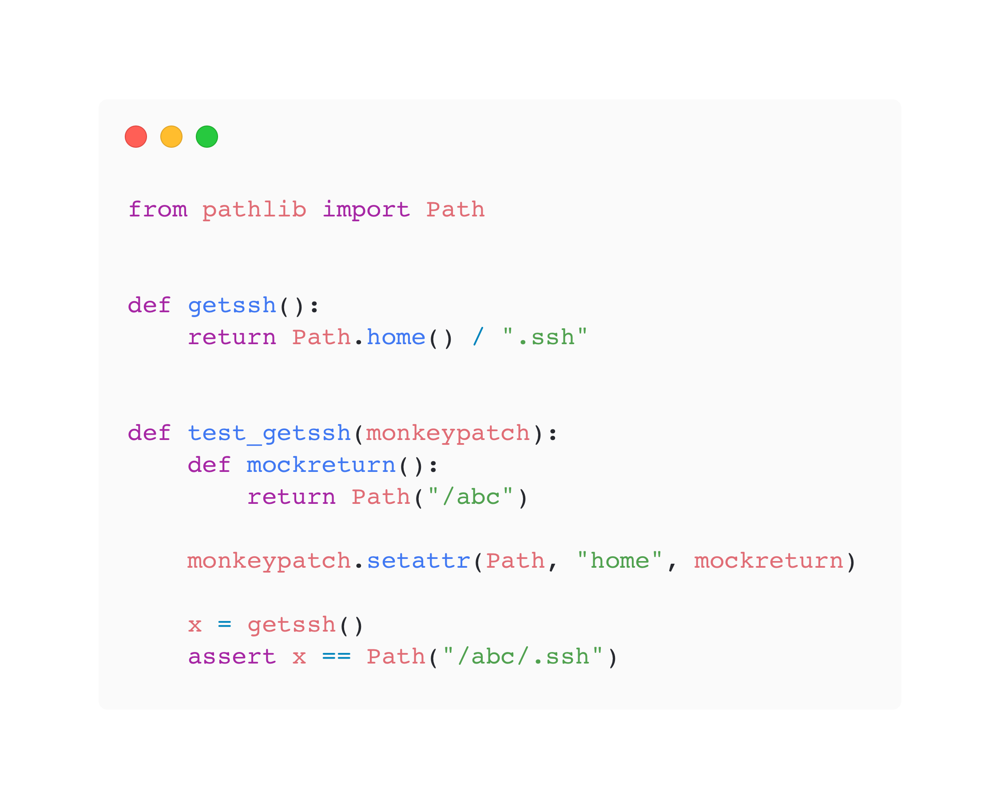 from pathlib import Path
def getssh():
    return Path.home() / ".ssh"
def test_getssh(monkeypatch):
    def mockreturn():
        return Path("/abc")
    monkeypatch.setattr(Path, "home", mockreturn)
    x = getssh()
    assert x == Path("/abc/.ssh")